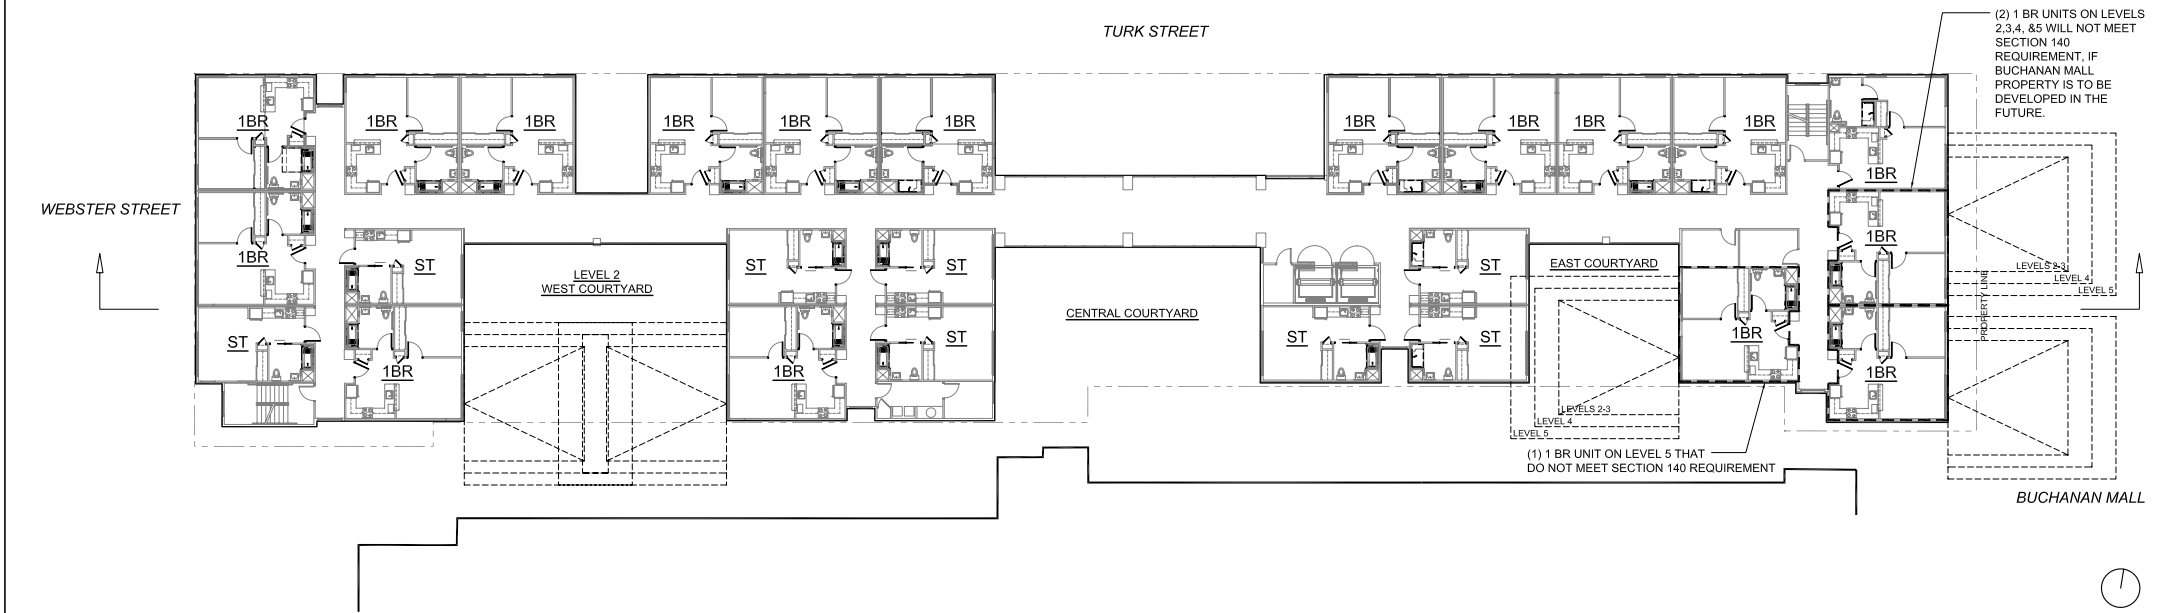 TURK STREET
(2) 1 BR UNITS ON LEVELS
2,3,4, &5 WILL NOT MEET
SECTION 140
REQUIREMENT, IF
BUCHANAN MALL
PROPERTY IS TO BE
DEVELOPED IN THE
FUTURE.
1BR
1BR
1BR
1BR
1BR
1BR
1BR
1BR
1BR
1BR
1BR
WEBSTER STREET
1BR
ST
LEVEL 2
WEST COURTYARD
ST
ST
ST
EAST COURTYARD
1BR
LEVELS 2-3
LEVEL 4
LEVEL 5
PROPERTY LINE
CENTRAL COURTYARD
ST
1BR
1BR
ST
ST
ST
1BR
1BR
LEVELS 2-3
LEVEL 4
LEVEL 5
(1) 1 BR UNIT ON LEVEL 5 THAT
DO NOT MEET SECTION 140 REQUIREMENT
BUCHANAN MALL